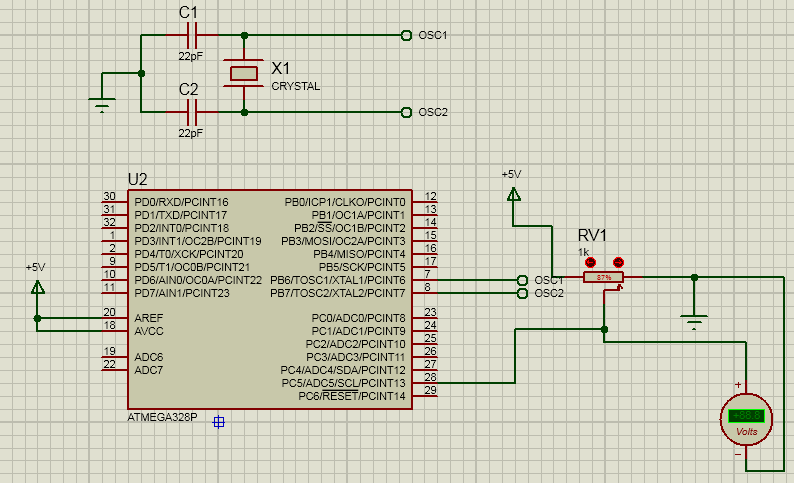 C1
22pF
OSC1
X1
CRYSTAL
C2
22pF
OSC2
U2
30 PD0/RXD/PCINT16 PB0/ICP1/CLKO/PCINT0 12
31 PD1/TXD/PCINT17 PB1/OC1A/PCINT1 13
32 PD2/INT0/PCINT18 PB2/SS/OC1B/PCINT2 14
1 PD3/INT1/OC2B/PCINT19 PB3/MOSI/OC2A/PCINT3 15
2 PD4/T0/XCK/PCINT20 PB4/MISO/PCINT4 16
9 PD5/T1/OC0B/PCINT21 PB5/SCK/PCINT5 17
10 PD6/AIN0/OC0A/PCINT22 PB6/TOSC1/XTAL1/PCINT6 7
11 PD7/AIN1/PCINT23 PB7/TOSC2/XTAL2/PCINT7 8
20 AREF PC0/ADC0/PCINT8 23
18 AVCC PC1/ADC1/PCINT9 24
PC2/ADC2/PCINT10 25
19 ADC6 PC3/ADC3/PCINT11 26
22 ADC7 PC4/ADC4/SDA/PCINT12 27
PC5/ADC5/SCL/PCINT13 28
PC6/RESET/PCINT14 29
ATMEGA328P
+5V
OSC1
OSC2
+5V
RV1
1k
87%
+
+88.8
Volts